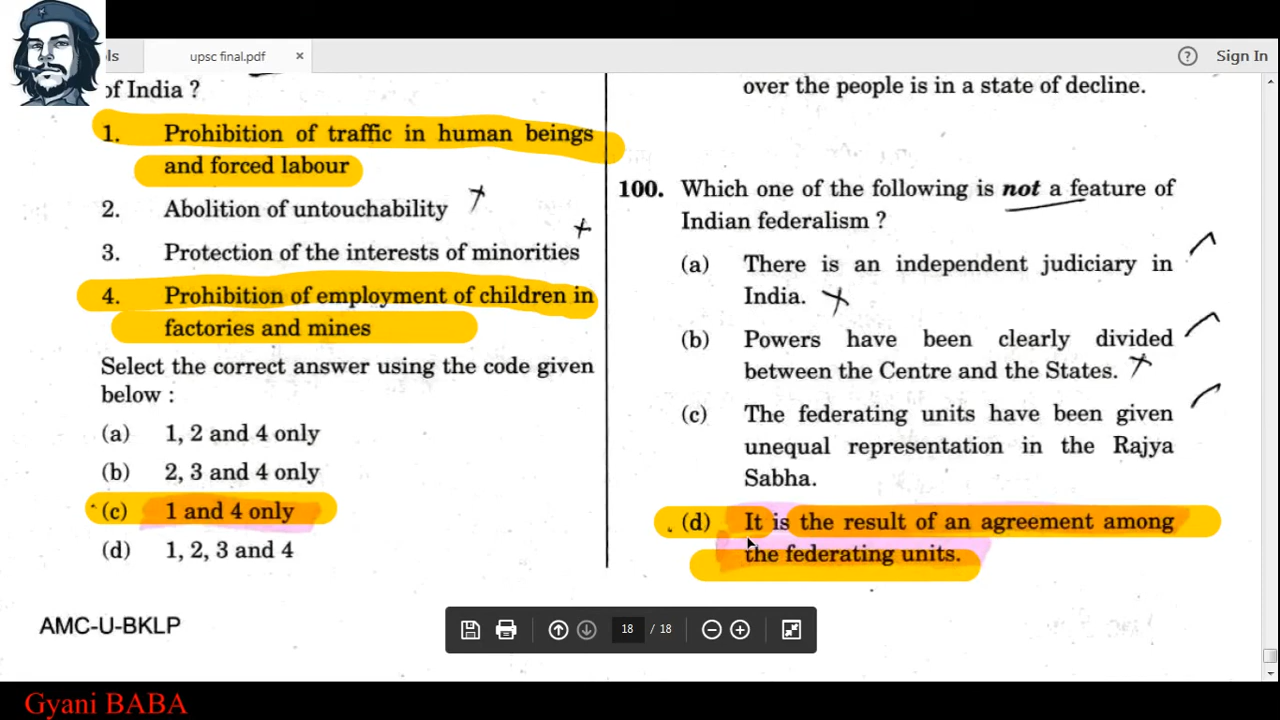 ls
upsc final.pdf
×
?
Sign In
of India ?
1. Prohibition of traffic in human beings
and forced labour
2. Abolition of untouchability
3. Protection of the interests of minorities
4. Prohibition of employment of children in
factories and mines
Select the correct answer using the code given
below :
(a) 1, 2 and 4 only
(b) 2, 3 and 4 only
(c) 1 and 4 only
(d) 1, 2, 3 and 4
AMC-U-BKLP
over the people is in a state of decline.
100. Which one of the following is not a feature of
Indian federalism ?
(a) There is an independent judiciary in
India.
(b) Powers have been clearly divided
between the Centre and the States.
(c) The federating units have been given
unequal representation in the Rajya
Sabha.
(d) It is the result of an agreement among
the federating units.
18 / 18
Gyani BABA